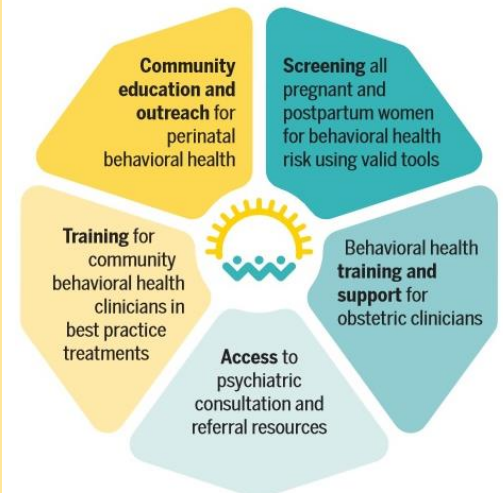 Community
education and
outreach for
perinatal
behavioral health
Screening all
pregnant and
postpartum women
for behavioral health
risk using valid tools
Behavioral health
training and
support for
obstetric clinicians
Access to
psychiatric
consultation and
referral resources
Training for
community
behavioral health
clinicians in
best practice
treatments